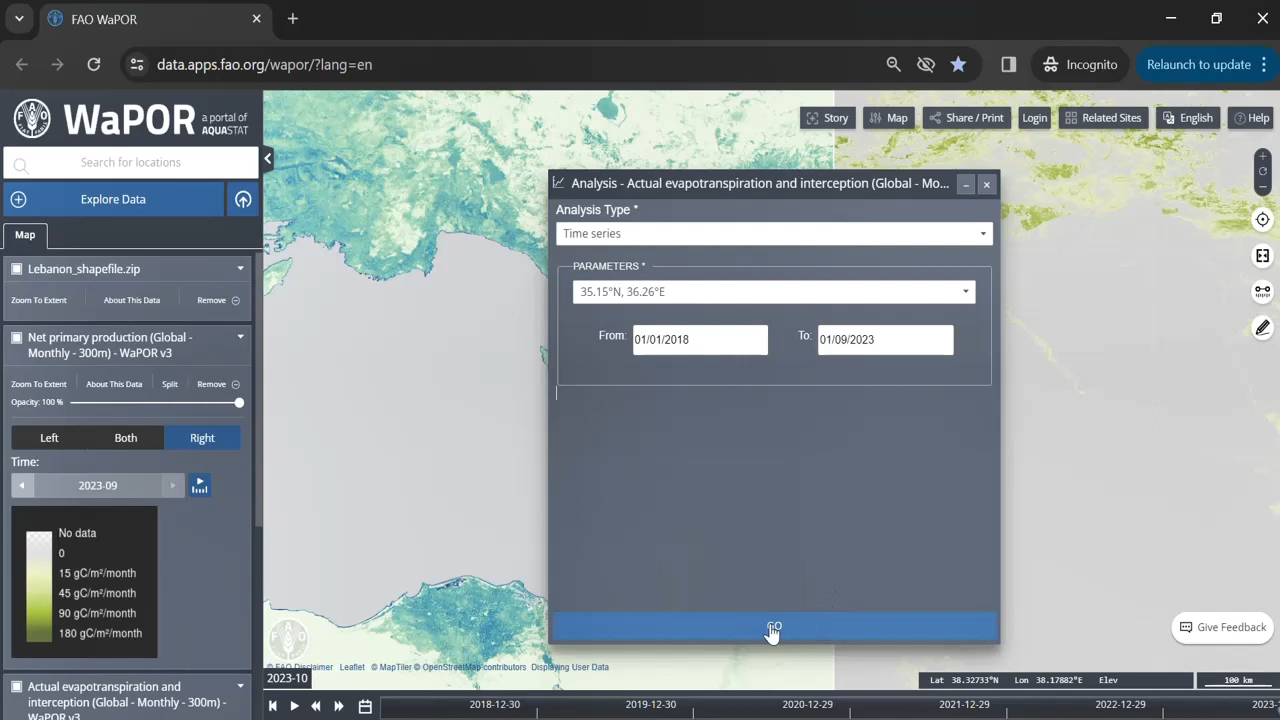 FAO WaPOR
data.apps.fao.org/wapor/?lang=en
Incognito
Relaunch to update
WaPOR a portal of AQUASTAT
Story
Map
Share / Print
Login
Related Sites
English
Help
Search for locations
Explore Data
Map
Lebanon_shapefile.zip
Zoom To Extent
About This Data
Remove
Net primary production (Global -
Monthly - 300m) - WaPOR v3
Zoom To Extent
About This Data
Split
Remove
Opacity: 100 %
Left
Both
Right
Time:
2023-09
No data
0
15 gC/m²/month
45 gC/m²/month
90 gC/m²/month
180 gC/m²/month
Actual evapotranspiration and
interception (Global - Monthly - 300m) -
WaPOR v3
Analysis - Actual evapotranspiration and interception (Global - Mo...
Analysis Type *
Time series
PARAMETERS *
35.15°N, 36.26°E
From: 01/01/2018
To: 01/09/2023
GO
Give Feedback
© FAO Disclaimer Leaflet © MapTiler © OpenStreetMap contributors Displaying User Data
2023-10
Lat 38.32733°N Lon 38.17882°E Elev
100 km
2018-12-30
2019-12-30
2020-12-29
2021-12-29
2022-12-29
2023-